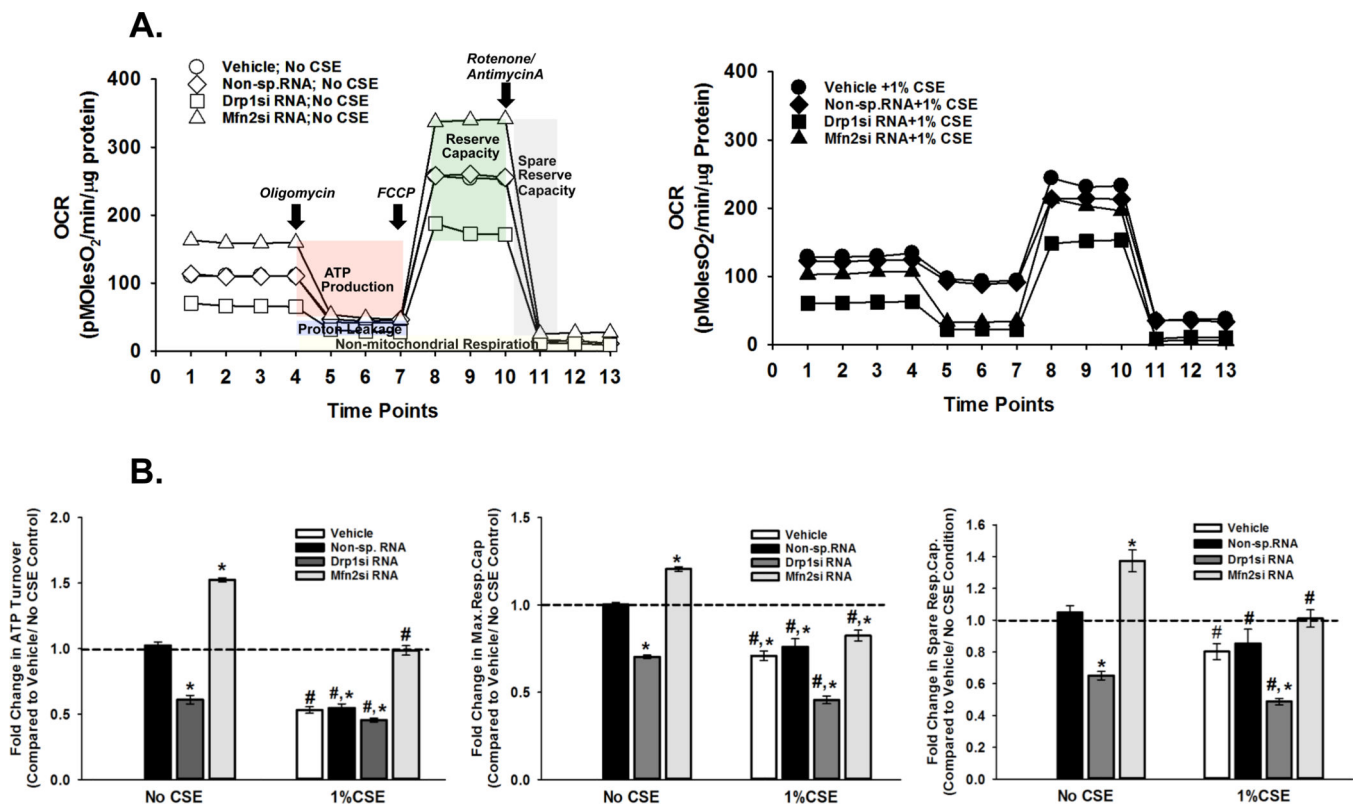 A.
Vehicle; No CSE
Non-sp.RNA; No CSE
Drp1si RNA;No CSE
Mfn2si RNA;No CSE
Rotenone/
AntimycinA
Oligomycin
FCCP
Reserve
Capacity
Spare
Reserve
Capacity
ATP
Production
Proton Leakage
Non-mitochondrial Respiration
OCR
(pMOlesO2/min/µg protein)
400
300
200
100
0
0 1 2 3 4 5 6 7 8 9 10 11 12 13
Time Points
Vehicle +1% CSE
Non-sp.RNA+1% CSE
Drp1si RNA+1% CSE
Mfn2si RNA+1% CSE
OCR
(pMolesO2/min/µg Protein)
400
300
200
100
0
0 1 2 3 4 5 6 7 8 9 10 11 12 13
Time Points
B.
Fold Change in ATP Turnover
(Compared to Vehicle/ No CSE Control)
2.0
1.5
1.0
0.5
0.0
Vehicle
Non-sp. RNA
Drp1si RNA
Mfn2si RNA
*
*
#
#,*
#,*
#
No CSE 1%CSE
Fold Change in Max.Resp.Cap
(Compared to Vehicle/ No CSE Control)
1.5
1.0
0.5
0.0
Vehicle
Non-sp.RNA
Drp1si RNA
Mfn2si RNA
*
*
#,*
#,*
#,*
#,*
No CSE 1%CSE
Fold Change in Spare Resp.Cap.
(Compared to Vehicle/ No CSE Condition)
1.6
1.4
1.2
1.0
0.8
0.6
0.4
0.2
0.0
Vehicle
Non-sp.RNA
Drp1si RNA
Mfn2si RNA
*
*
#
#
#,*
#
No CSE 1%CSE